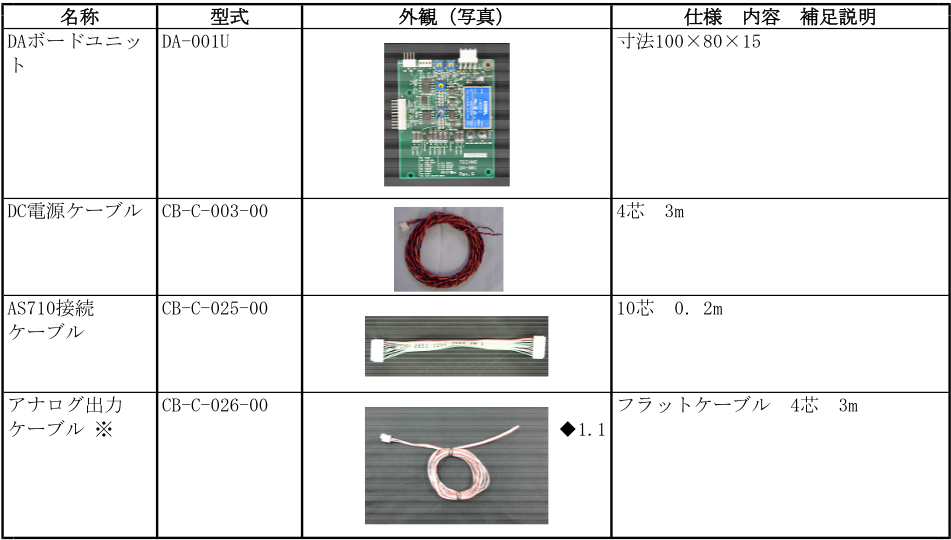 名称 型式 外観（写真） 仕様 内容 補足説明
DAボードユニッ
ト
DA-001U
寸法100×80×15
DC電源ケーブル
CB-C-003-00
4芯 3m
AS710接続
ケーブル
CB-C-025-00
10芯 0．2m
アナログ出力
ケーブル ※
CB-C-026-00
◆1.1
フラットケーブル 4芯 3m